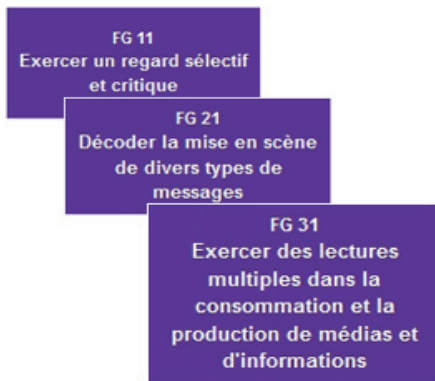 FG 11
Exercer un regard sélectif
et critique
FG 21
Décoder la mise en scène
de divers types de
messages
FG 31
Exercer des lectures
multiples dans la
consommation et la
production de médias et
d'informations